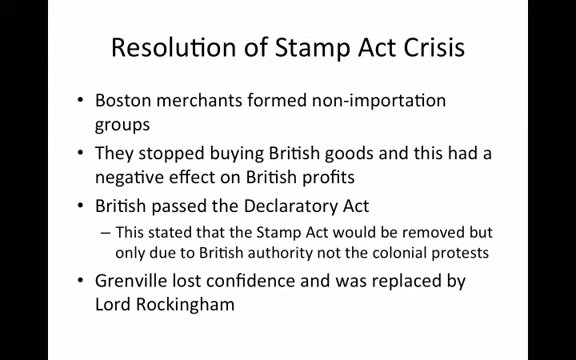 Resolution of Stamp Act Crisis
• Boston merchants formed non-importation
groups
• They stopped buying British goods and this had a
negative effect on British profits
• British passed the Declaratory Act
– This stated that the Stamp Act would be removed but
only due to British authority not the colonial protests
• Grenville lost confidence and was replaced by
Lord Rockingham